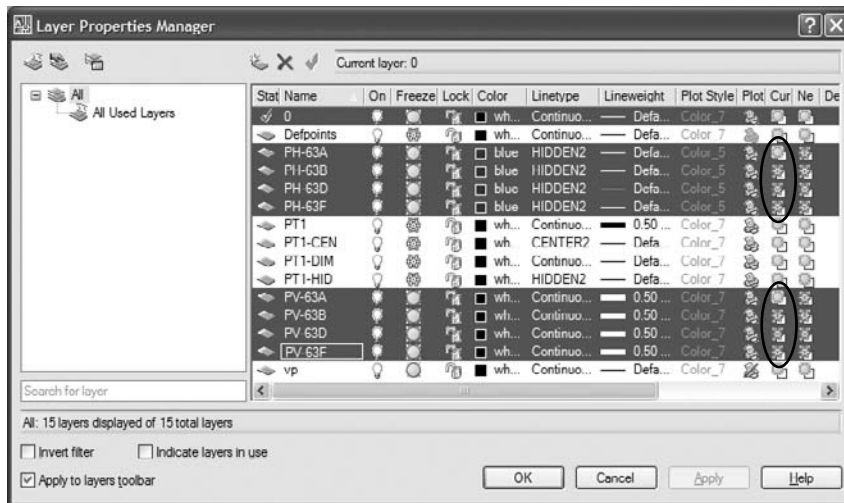 Layer Properties Manager
Current layer: 0
All
All Used Layers
Stat Name On Freeze Lock Color Linetype Lineweight Plot Style Plot Cur Ne De
0 wh... Continuo... Defa... Color_7
Defpoints wh... Continuo... Defa... Color_7
PH-63A blue HIDDEN2 Defa... Color_5
PH-63B blue HIDDEN2 Defa... Color_5
PH-63D blue HIDDEN2 Defa... Color_5
PH-63F blue HIDDEN2 Defa... Color_5
PT1 wh... Continuo... 0.50 ... Color_7
PT1-CEN wh... CENTER2 Defa... Color_7
PT1-DIM wh... Continuo... Defa... Color_7
PT1-HID wh... HIDDEN2 Defa... Color_7
PV-63A wh... Continuo... 0.50 ... Color_7
PV-63B wh... Continuo... 0.50 ... Color_7
PV-63D wh... Continuo... 0.50 ... Color_7
PV-63F wh... Continuo... 0.50 ... Color_7
vp wh... Continuo... Defa... Color_7
Search for layer
All: 15 layers displayed of 15 total layers
Invert filter Indicate layers in use
Apply to layers toolbar
OK Cancel Apply Help